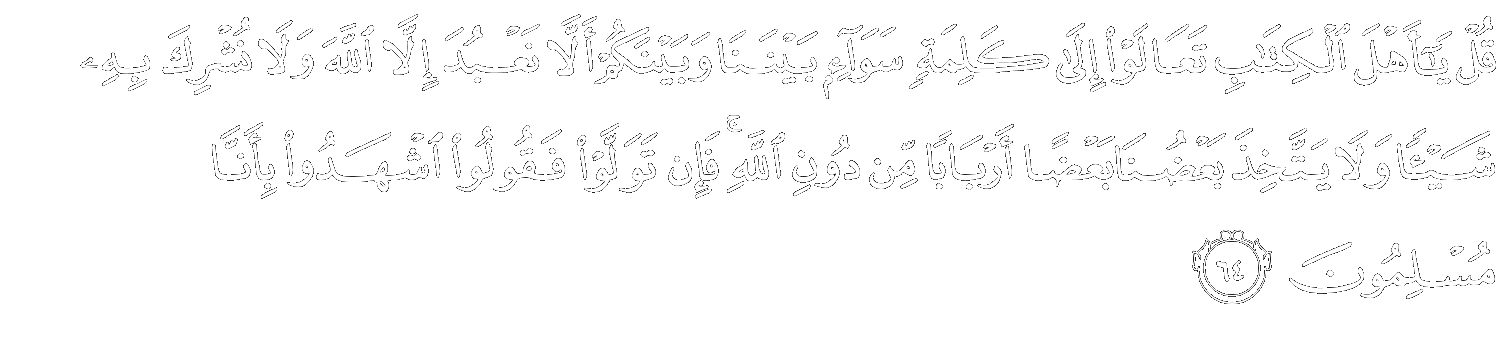 قُلْ يَـٰٓأَهْلَ ٱلْكِتَـٰبِ تَعَالَوْا۟ إِلَىٰ كَلِمَةٍ سَوَآءٍۭ بَيْنَنَا وَبَيْنَكُمْ أَلَّا نَعْبُدَ إِلَّا ٱللَّهَ وَلَا نُشْرِكَ بِهِۦ
شَيْـًٔا وَلَا يَتَّخِذَ بَعْضُنَا بَعْضًا أَرْبَابًا مِّن دُونِ ٱللَّهِ ۚ فَإِن تَوَلَّوْا۟ فَقُولُوا۟ ٱشْهَدُوا۟ بِأَنَّا
مُسْلِمُونَ ٦٤